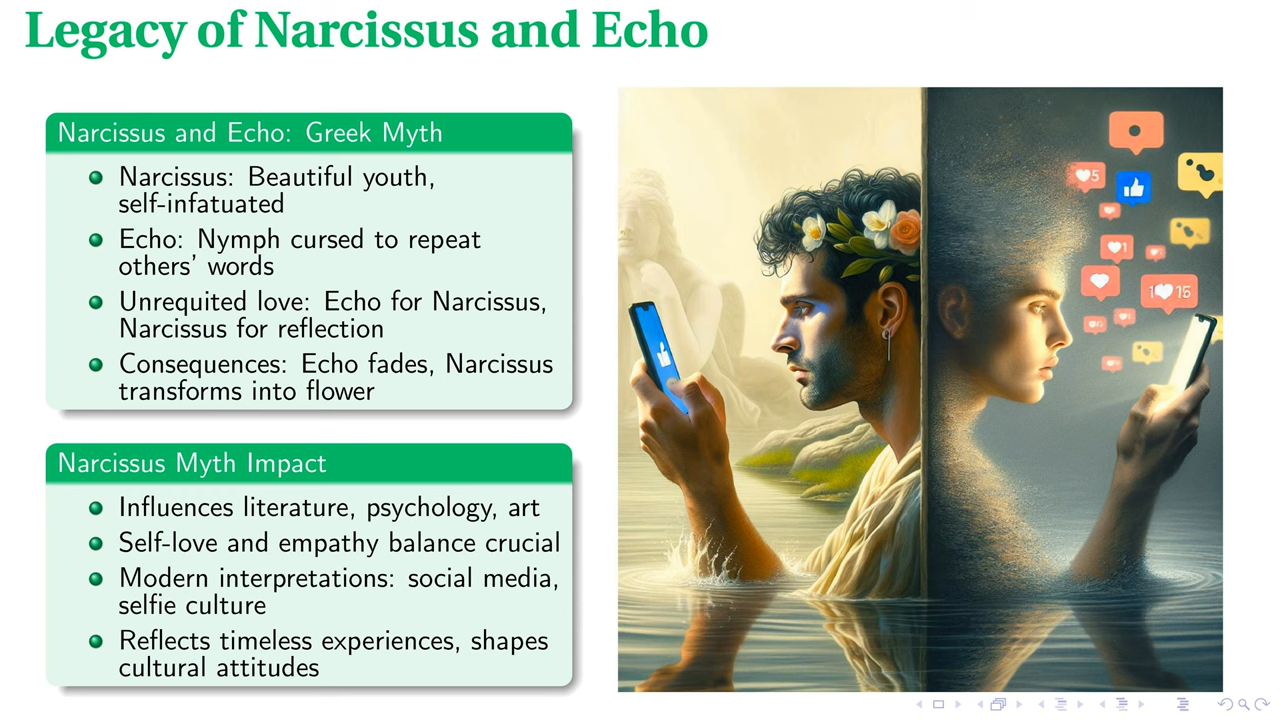 Legacy of Narcissus and Echo
Narcissus and Echo: Greek Myth
Narcissus: Beautiful youth,
self-infatuated
Echo: Nymph cursed to repeat
others' words
Unrequited love: Echo for Narcissus,
Narcissus for reflection
Consequences: Echo fades, Narcissus
transforms into flower
Narcissus Myth Impact
Influences literature, psychology, art
Self-love and empathy balance crucial
Modern interpretations: social media,
selfie culture
Reflects timeless experiences, shapes
cultural attitudes
5
1